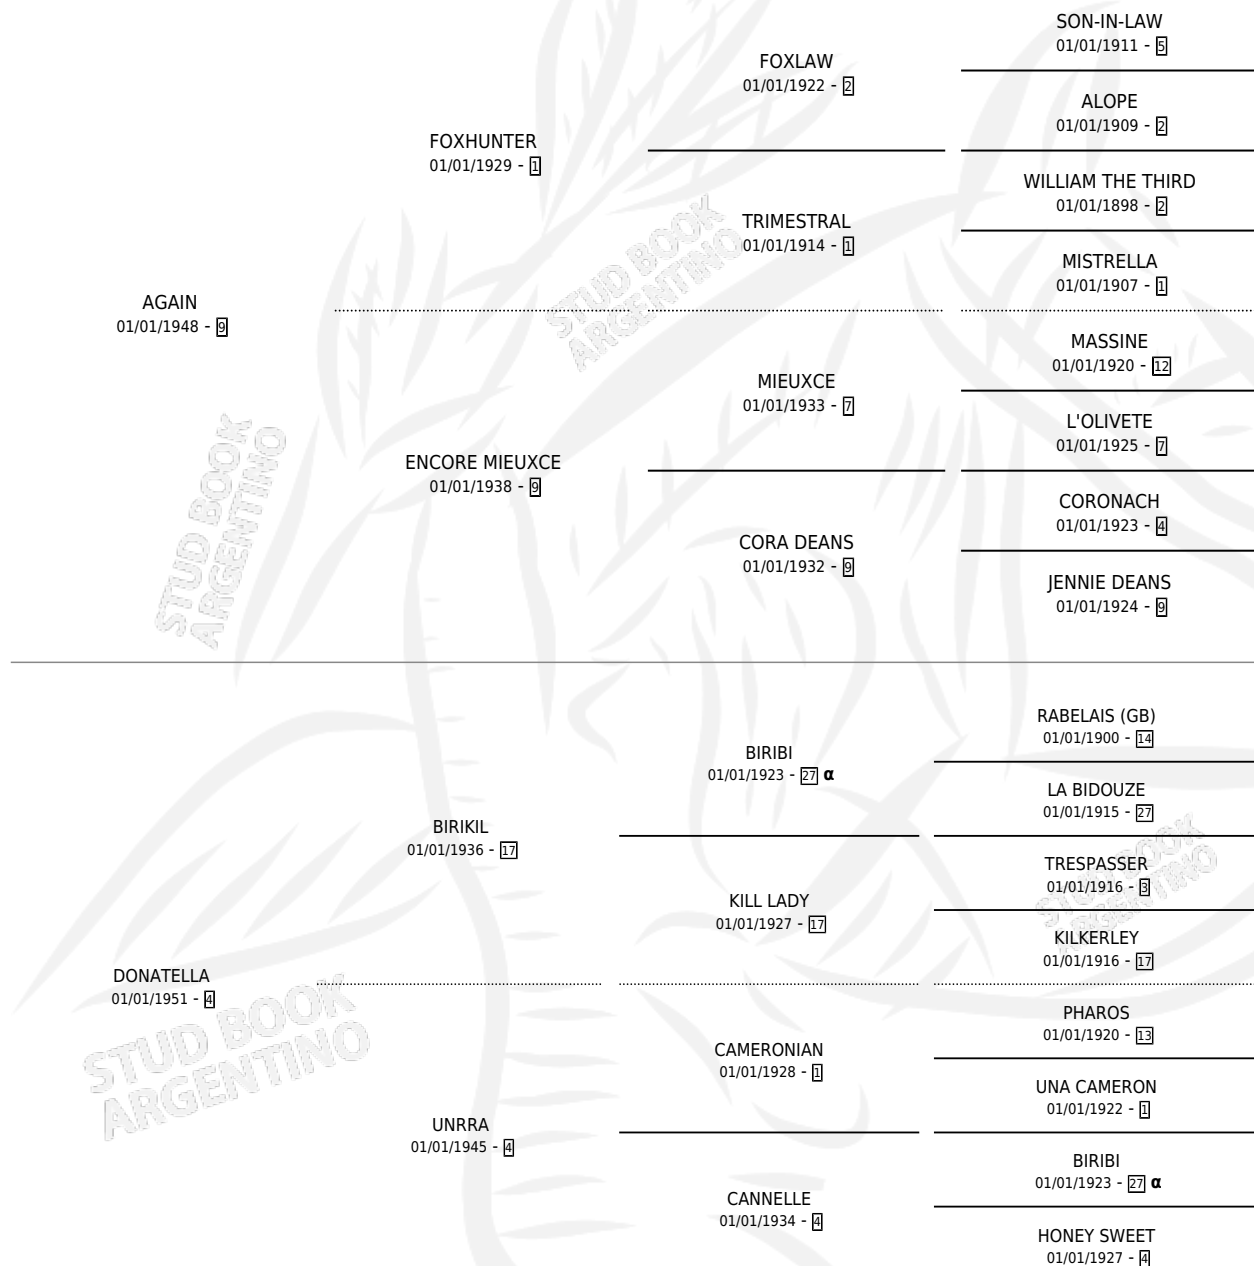 SON-IN-LAW
01/01/1911 - 5
FOXLAW
01/01/1922 - 2
ALOPE
01/01/1909 - 2
FOXHUNTER
01/01/1929 - 1
WILLIAM THE THIRD
01/01/1898 - 2
TRIMESTRAL
01/01/1914 - 1
MISTRELLA
01/01/1907 - 1
STUD BOOK
ARGENTINO
AGAIN
01/01/1948 - 9
MASSINE
01/01/1920 - 12
MIEUXCE
01/01/1933 - 7
L'OLIVETE
01/01/1925 - 7
ENCORE MIEUXCE
01/01/1938 - 9
CORONACH
01/01/1923 - 4
CORA DEANS
01/01/1932 - 9
JENNIE DEANS
01/01/1924 - 9
STUD BOOK
ARGENTINO
RABELAIS (GB)
01/01/1900 - 14
BIRIBI
01/01/1923 - 27 α
LA BIDOUZE
01/01/1915 - 27
BIRIKIL
01/01/1936 - 17
TRESPASSER
01/01/1916 - 3
KILL LADY
01/01/1927 - 17
KILKERLEY
01/01/1916 - 17
STUD BOOK
ARGENTINO
DONATELLA
01/01/1951 - 4
PHAROS
01/01/1920 - 13
CAMERONIAN
01/01/1928 - 1
UNA CAMERON
01/01/1922 - 1
STUD BOOK
ARGENTINO
UNRRA
01/01/1945 - 4
BIRIBI
01/01/1923 - 27 α
CANNELLE
01/01/1934 - 4
HONEY SWEET
01/01/1927 - 4